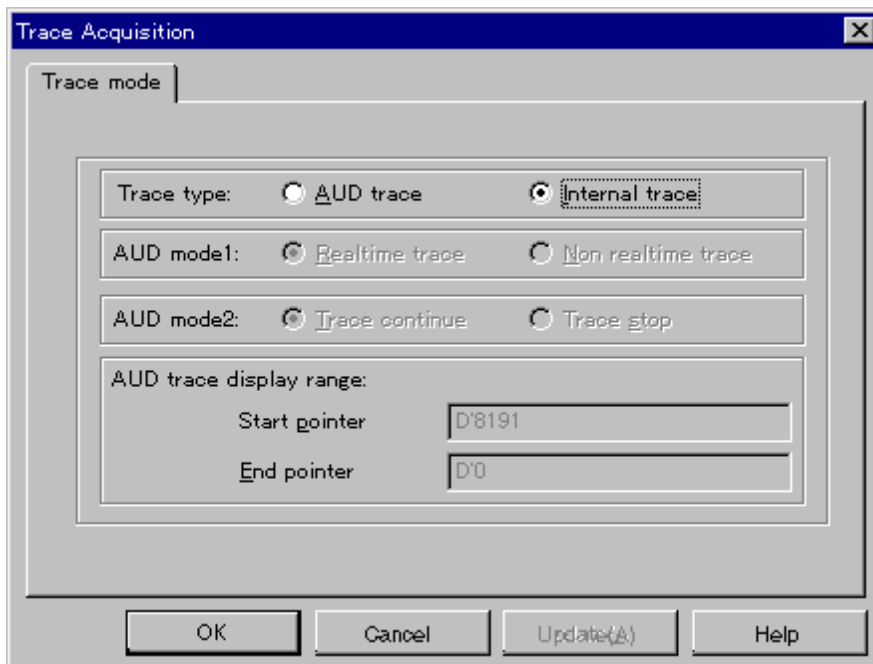 Trace Acquisition
Trace mode
Trace type: AUD trace Internal trace
AUD mode1: Realtime trace Non realtime trace
AUD mode2: Trace continue Trace stop
AUD trace display range:
Start pointer D'8191
End pointer D'0
OK Cancel Update(A) Help